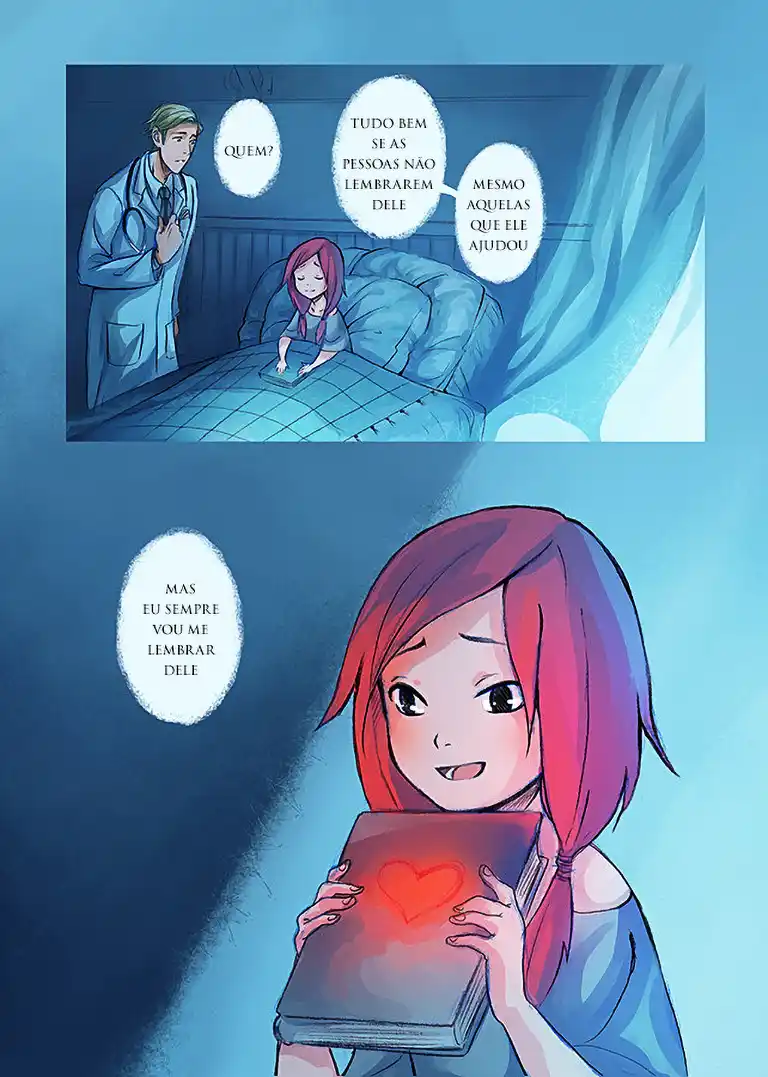 QUEM?
TUDO BEM
SE AS
PESSOAS NÃO
LEMBRAREM
DELE
MESMO
AQUELAS
QUE ELE
AJUDOU
MAS
EU SEMPRE
VOU ME
LEMBRAR
DELE